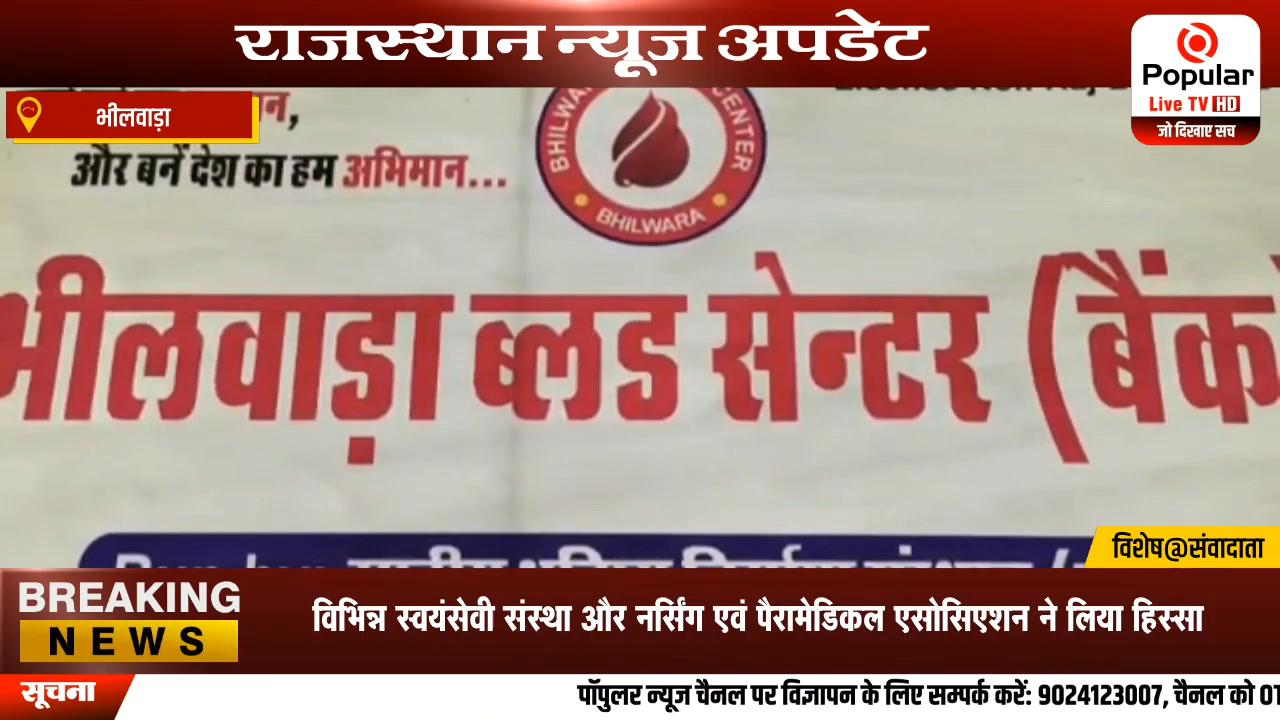 राजस्थान न्यूज अपडेट
Popular
Live TV HD
जो दिखाए सच
भीलवाड़ा
और बनें देश का हम अभिमान...
CENTER
BHILWARA
भीलवाड़ा ब्लड सेन्टर (बैंक
विशेष@संवादाता
BREAKING
NEWS
विभिन्न स्वयंसेवी संस्था और नर्सिंग एवं पैरामेडिकल एसोसिएशन ने लिया हिस्सा
सूचना
पॉपुलर न्यूज चैनल पर विज्ञापन के लिए सम्पर्क करें: 9024123007, चैनल को